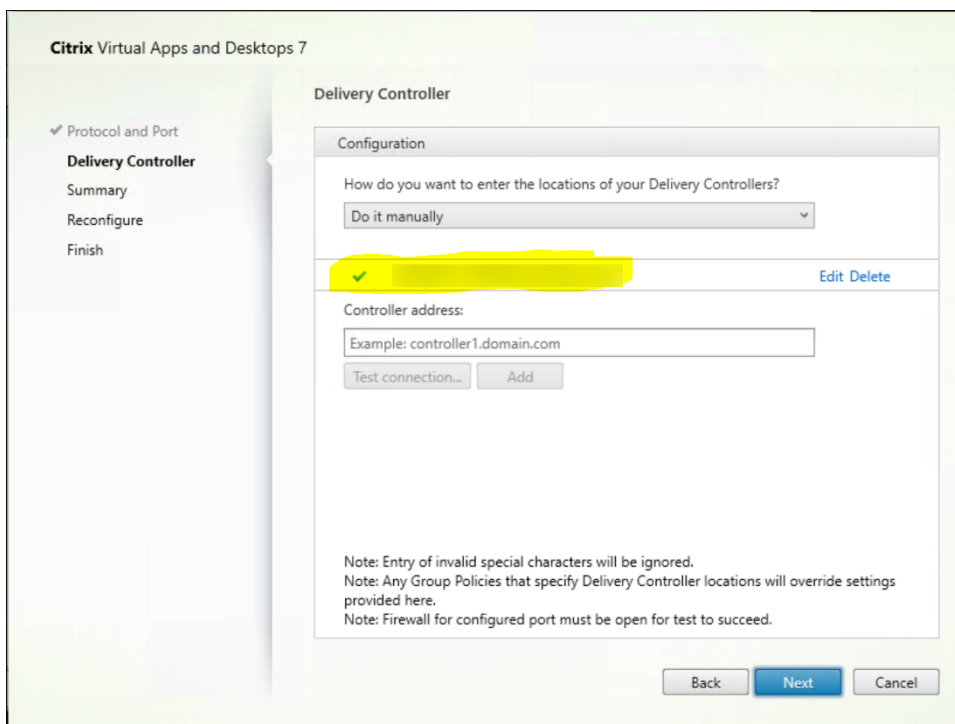 Citrix Virtual Apps and Desktops 7
Delivery Controller
Protocol and Port
Delivery Controller
Summary
Reconfigure
Finish
Configuration
How do you want to enter the locations of your Delivery Controllers?
Do it manually
Edit Delete
Controller address:
Example: controller1.domain.com
Test connection... Add
Note: Entry of invalid special characters will be ignored.
Note: Any Group Policies that specify Delivery Controller locations will override settings
provided here.
Note: Firewall for configured port must be open for test to succeed.
Back Next Cancel